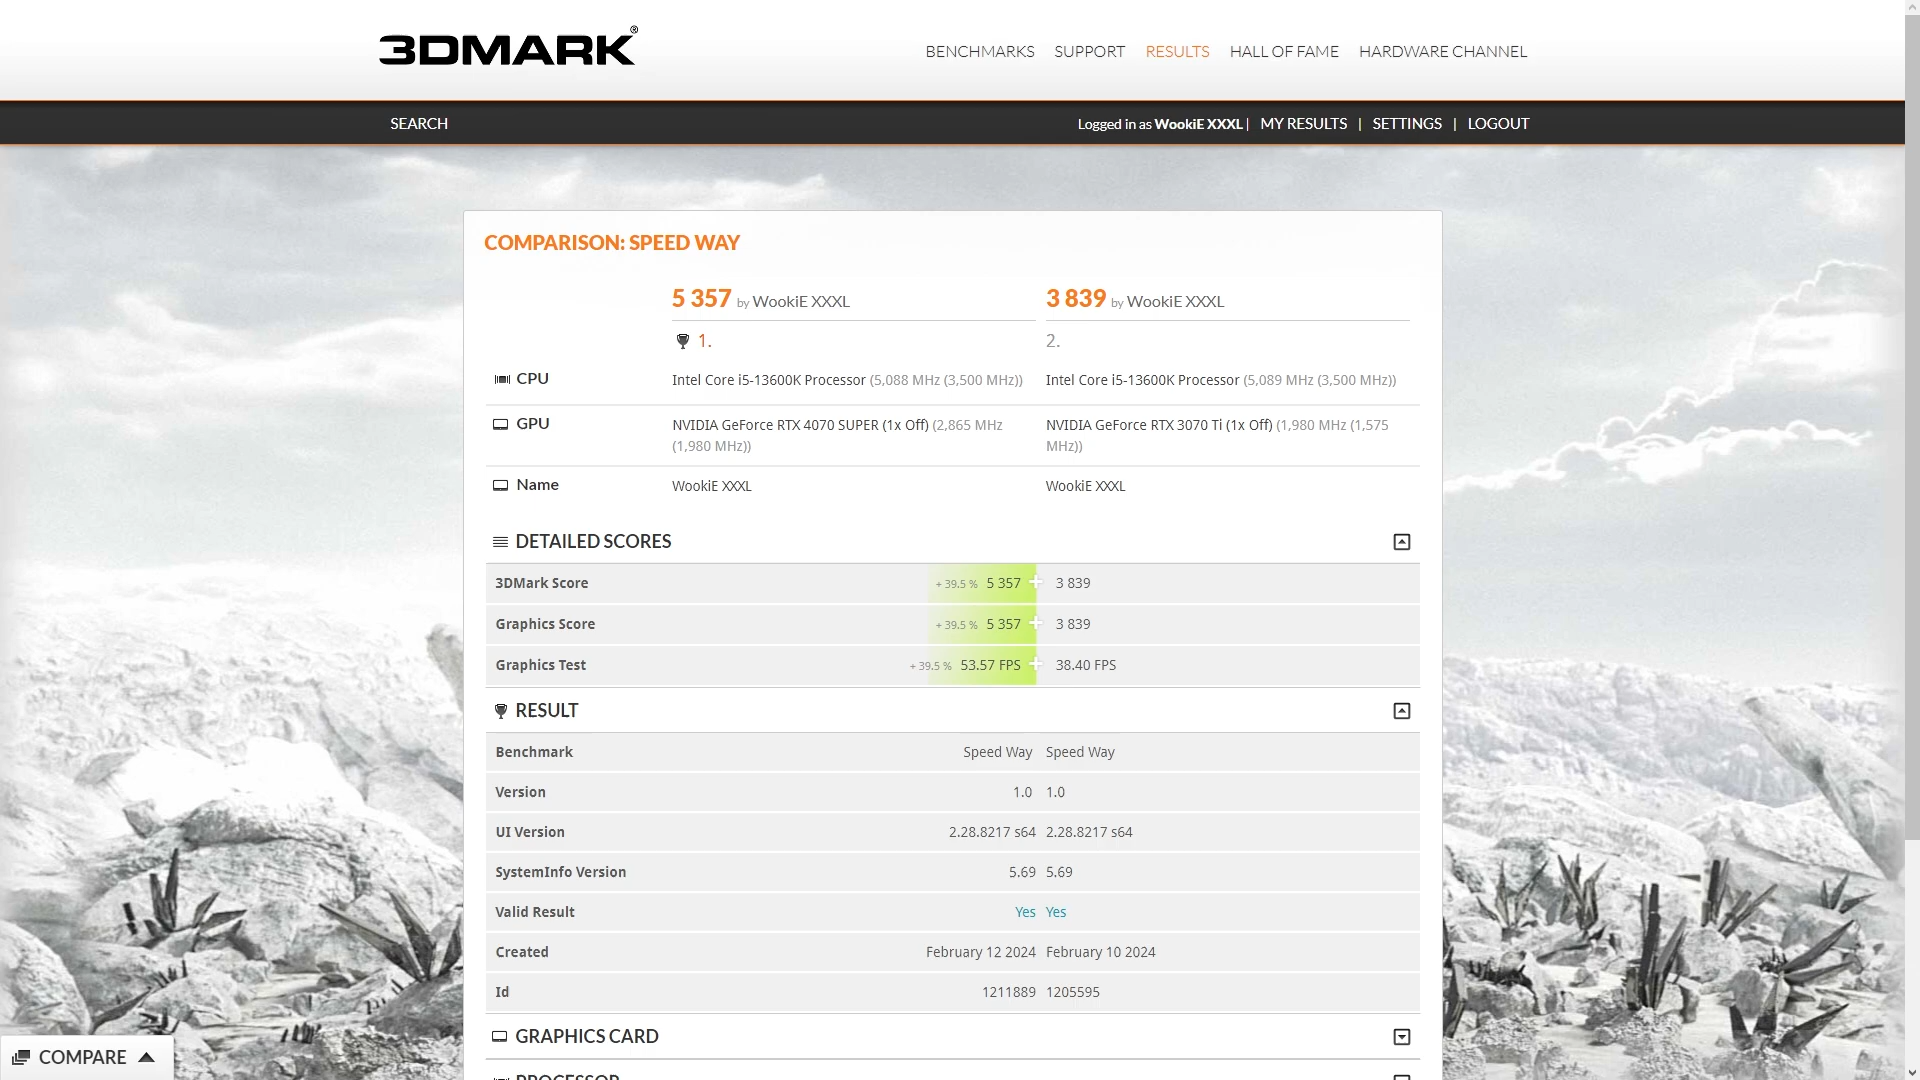 3DMARK®
BENCHMARKS SUPPORT RESULTS HALL OF FAME HARDWARE CHANNEL
SEARCH
Logged in as WookiE XXXL | MY RESULTS | SETTINGS | LOGOUT
COMPARISON: SPEED WAY
5 357 by WookiE XXXL 3 839 by WookiE XXXL
1. 2.
CPU Intel Core i5-13600K Processor (5,088 MHz (3,500 MHz)) Intel Core i5-13600K Processor (5,089 MHz (3,500 MHz))
GPU NVIDIA GeForce RTX 4070 SUPER (1x Off) (2,865 MHz NVIDIA GeForce RTX 3070 Ti (1x Off) (1,980 MHz (1,575
(1,980 MHz)) MHz))
Name WookiE XXXL WookiE XXXL
DETAILED SCORES
3DMark Score + 39.5 % 5 357 + 3 839
Graphics Score + 39.5 % 5 357 + 3 839
Graphics Test + 39.5 % 53.57 FPS + 38.40 FPS
RESULT
Benchmark Speed Way Speed Way
Version 1.0 1.0
UI Version 2.28.8217 s64 2.28.8217 s64
SystemInfo Version 5.69 5.69
Valid Result Yes Yes
Created February 12 2024 February 10 2024
Id 1211889 1205595
GRAPHICS CARD
COMPARE
PROCESSOR